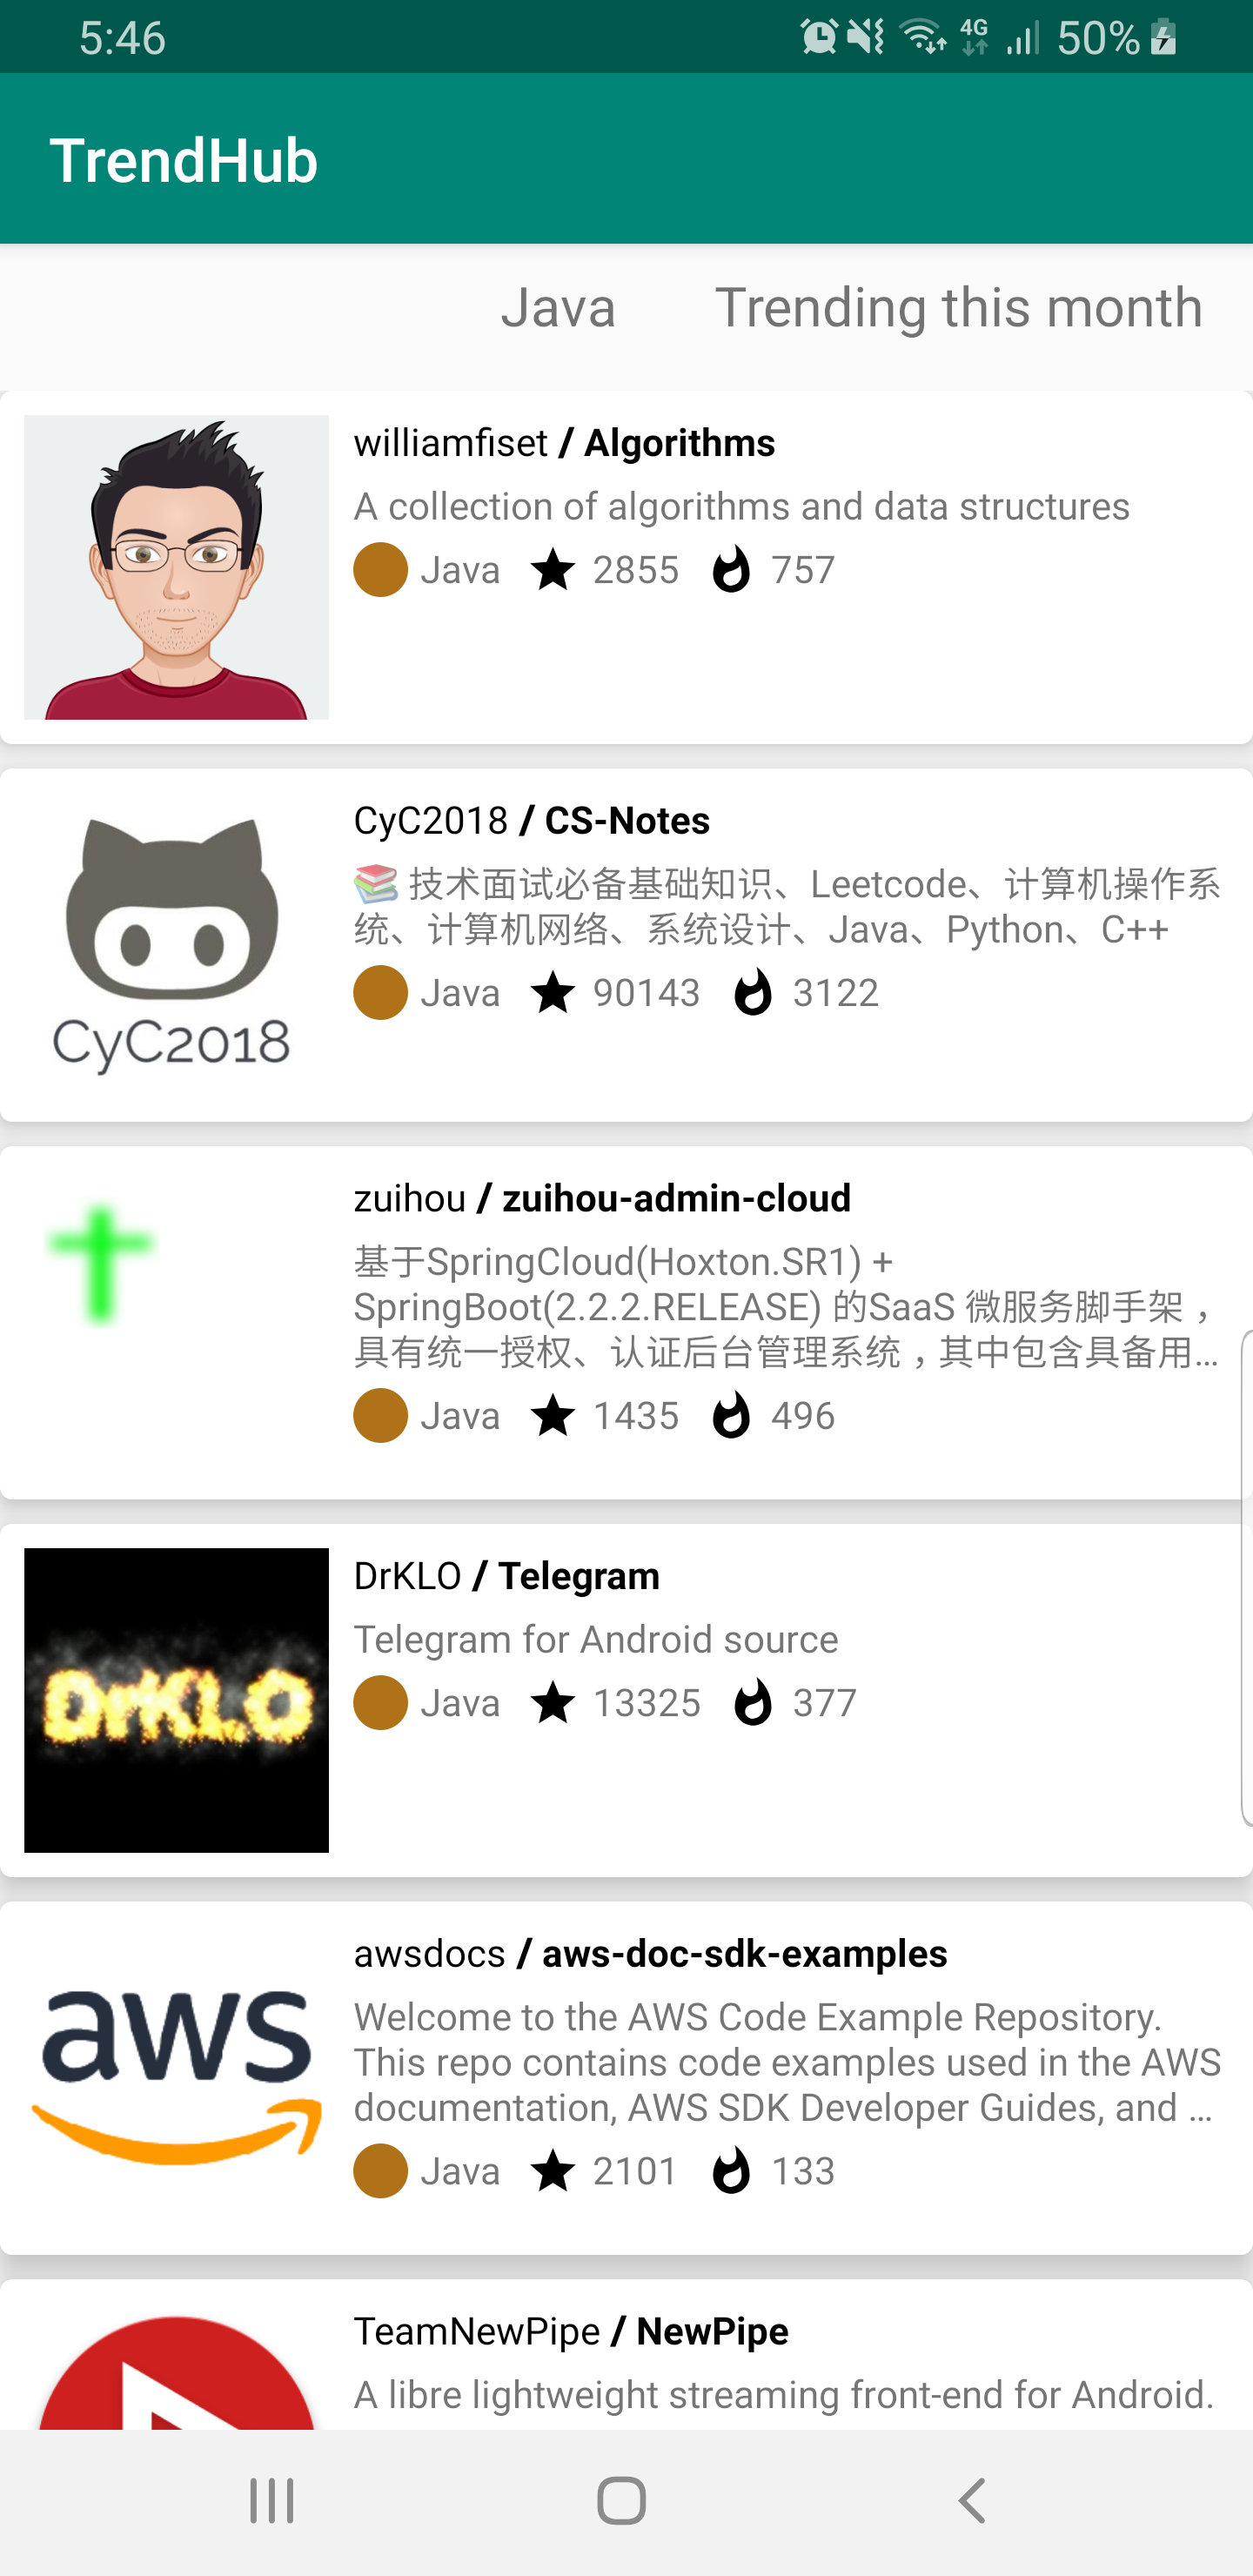 5:46
4G
50%
TrendHub
Java
Trending this month
williamfiset / Algorithms
A collection of algorithms and data structures
Java 2855 757
CyC2018
CyC2018 / CS-Notes
📚 技术面试必备基础知识、Leetcode、计算机操作系
统、计算机网络、系统设计、Java、Python、C++
Java 90143 3122
zuihou / zuihou-admin-cloud
基于SpringCloud(Hoxton.SR1) +
SpringBoot(2.2.2.RELEASE) 的SaaS 微服务脚手架，
具有统一授权、认证后台管理系统，其中包含具备用…
Java 1435 496
DrKLO
DrKLO / Telegram
Telegram for Android source
Java 13325 377
aws
awsdocs / aws-doc-sdk-examples
Welcome to the AWS Code Example Repository.
This repo contains code examples used in the AWS
documentation, AWS SDK Developer Guides, and …
Java 2101 133
TeamNewPipe / NewPipe
A libre lightweight streaming front-end for Android.